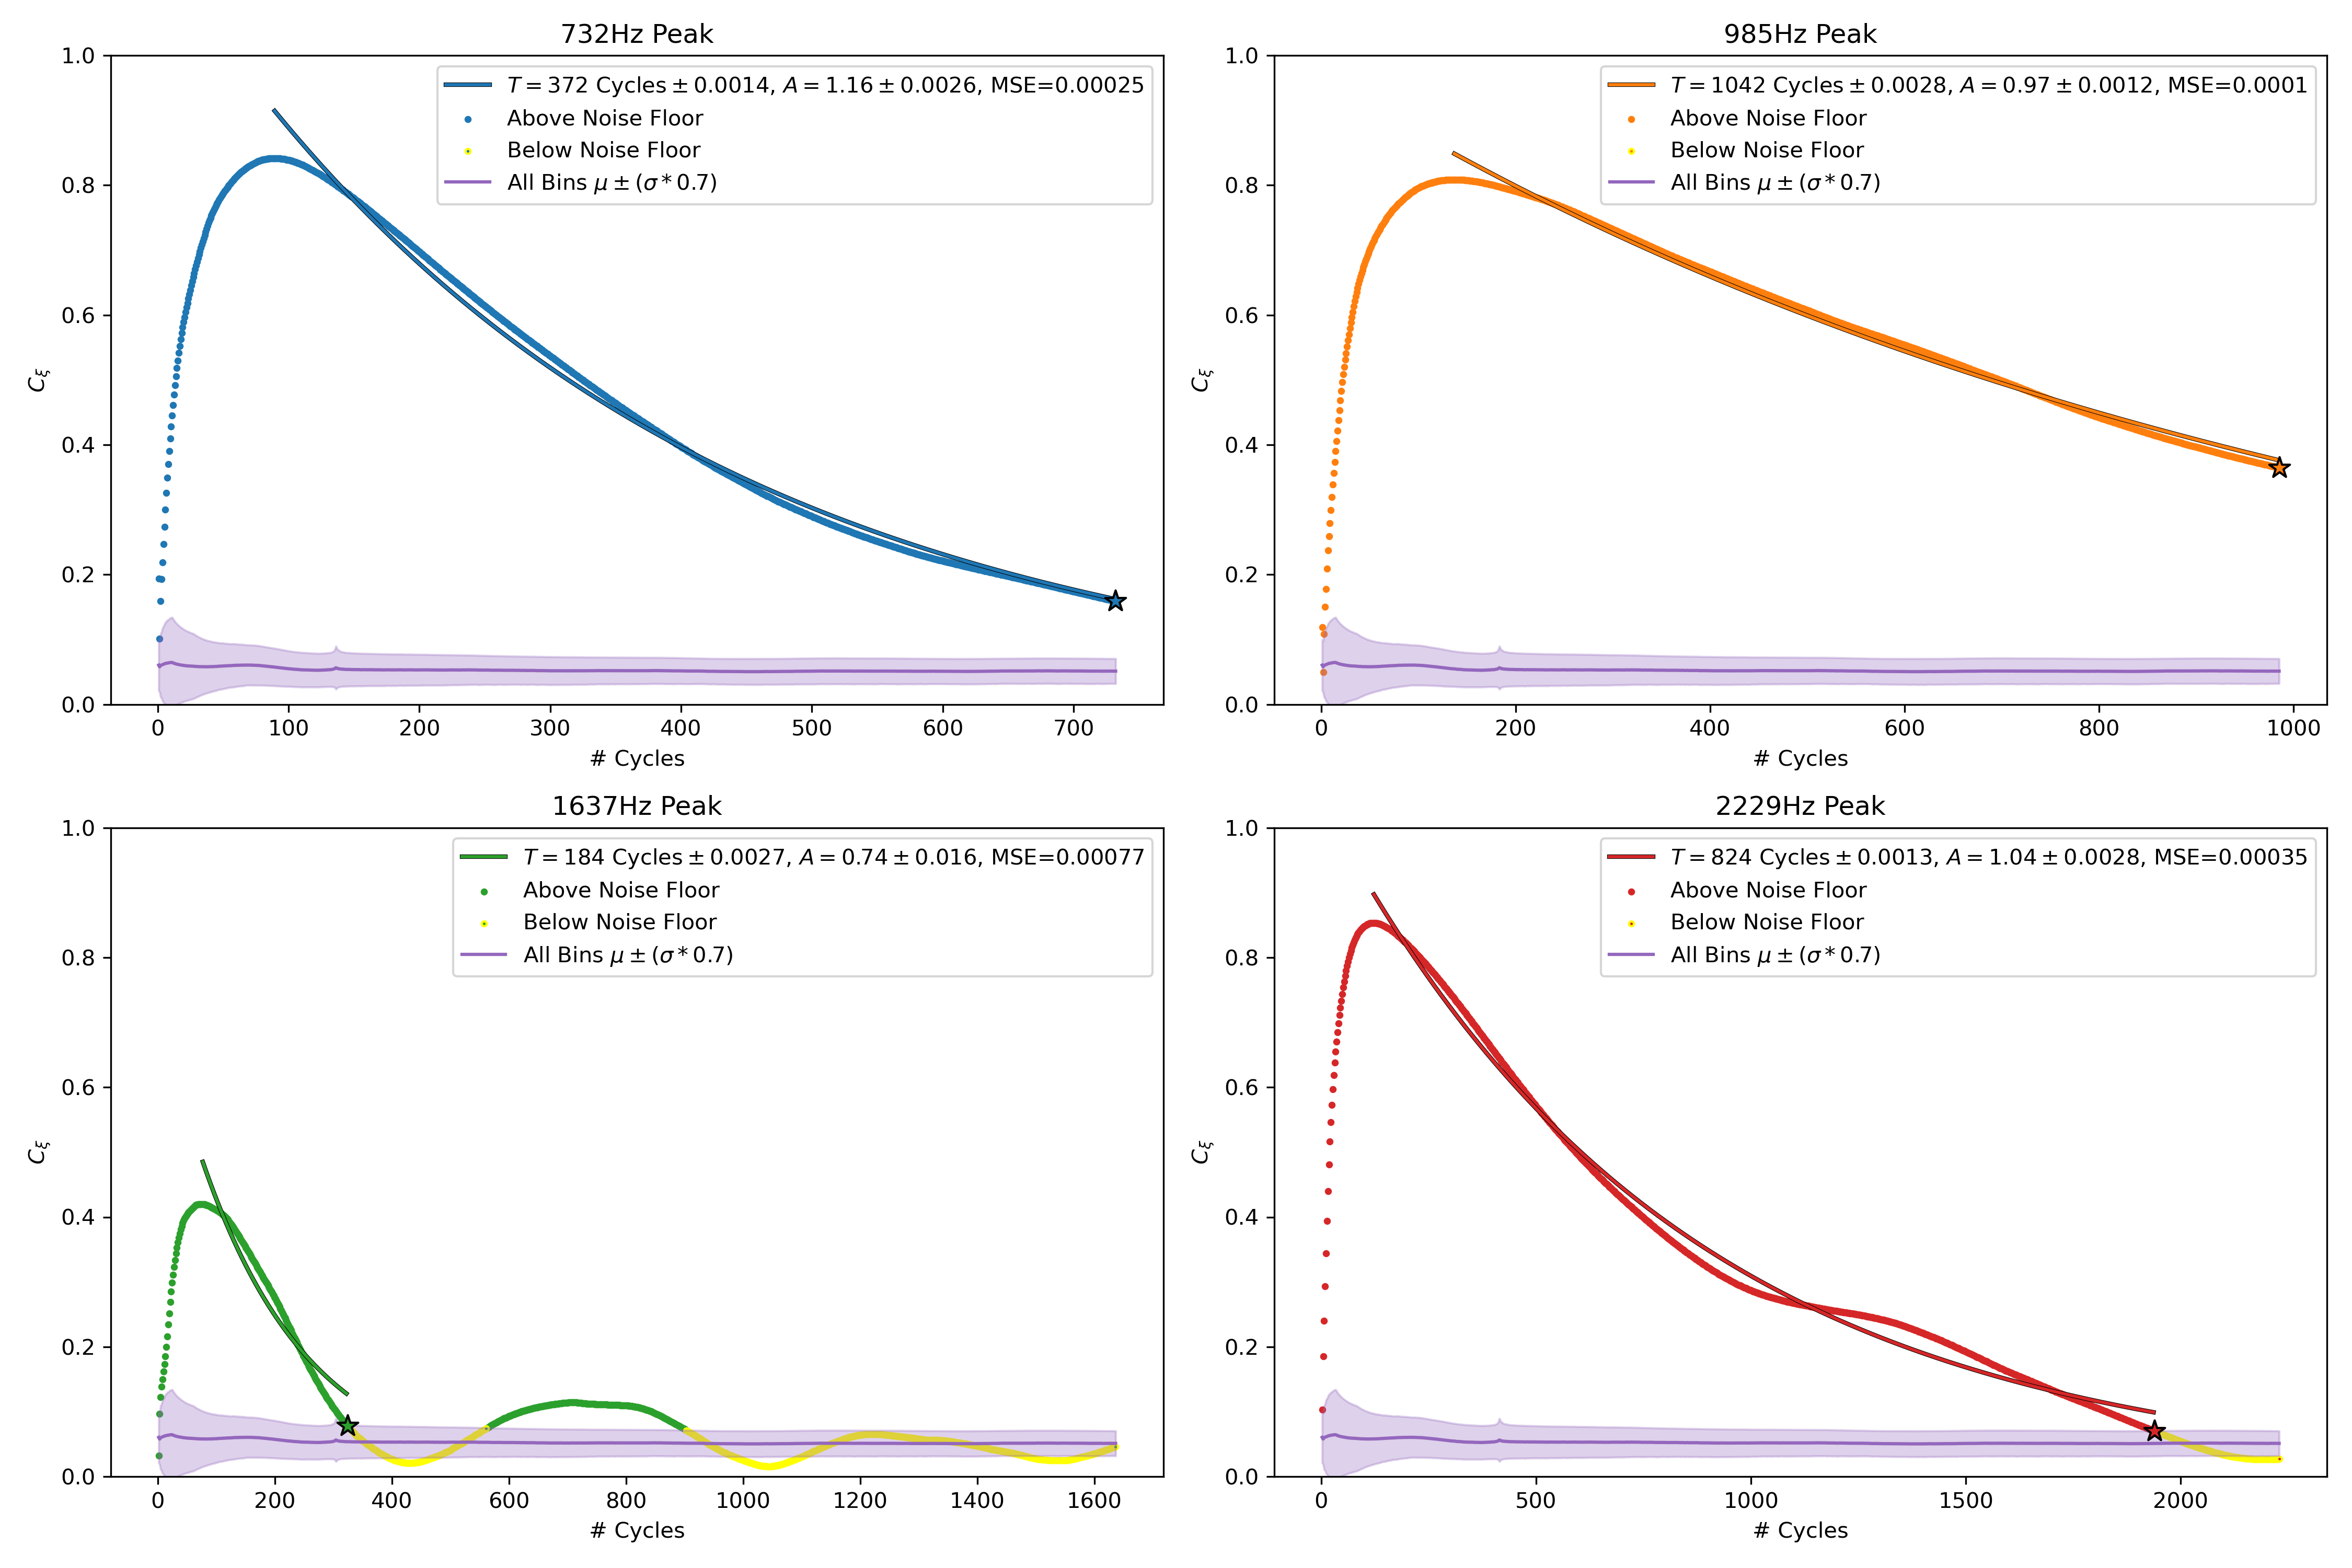 732Hz Peak
1.0
0.8
0.6
0.4
0.2
0.0
C_ξ
T = 372 Cycles ± 0.0014, A = 1.16 ± 0.0026, MSE=0.00025
Above Noise Floor
Below Noise Floor
All Bins μ ± (σ * 0.7)
0 100 200 300 400 500 600 700
# Cycles
985Hz Peak
1.0
0.8
0.6
0.4
0.2
0.0
C_ξ
T = 1042 Cycles ± 0.0028, A = 0.97 ± 0.0012, MSE=0.0001
Above Noise Floor
Below Noise Floor
All Bins μ ± (σ * 0.7)
0 200 400 600 800 1000
# Cycles
1637Hz Peak
1.0
0.8
0.6
0.4
0.2
0.0
C_ξ
T = 184 Cycles ± 0.0027, A = 0.74 ± 0.016, MSE=0.00077
Above Noise Floor
Below Noise Floor
All Bins μ ± (σ * 0.7)
0 200 400 600 800 1000 1200 1400 1600
# Cycles
2229Hz Peak
1.0
0.8
0.6
0.4
0.2
0.0
C_ξ
T = 824 Cycles ± 0.0013, A = 1.04 ± 0.0028, MSE=0.00035
Above Noise Floor
Below Noise Floor
All Bins μ ± (σ * 0.7)
0 500 1000 1500 2000
# Cycles